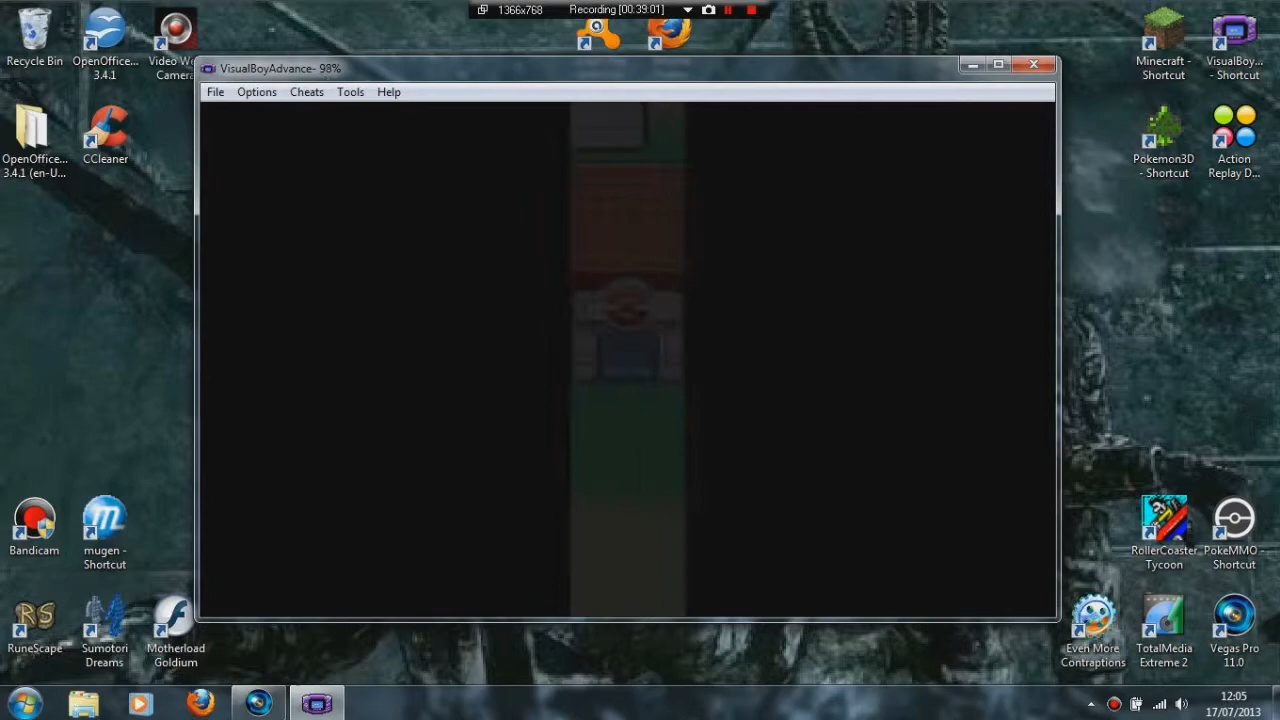 1366x768 Recording [00:39:01]
Recycle Bin
OpenOffice... 3.4.1
Video We...
Camera
Minecraft - Shortcut
VisualBoy... - Shortcut
VisualBoyAdvance- 98%
File Options Cheats Tools Help
OpenOffice... 3.4.1 (en-U...
CCleaner
Pokemon3D - Shortcut
Action Replay D...
Bandicam
mugen - Shortcut
RollerCoaster Tycoon
PokeMMO - Shortcut
RuneScape
Sumotori Dreams
Motherload Goldium
Even More Contraptions
TotalMedia Extreme 2
Vegas Pro 11.0
12:05
17/07/2013